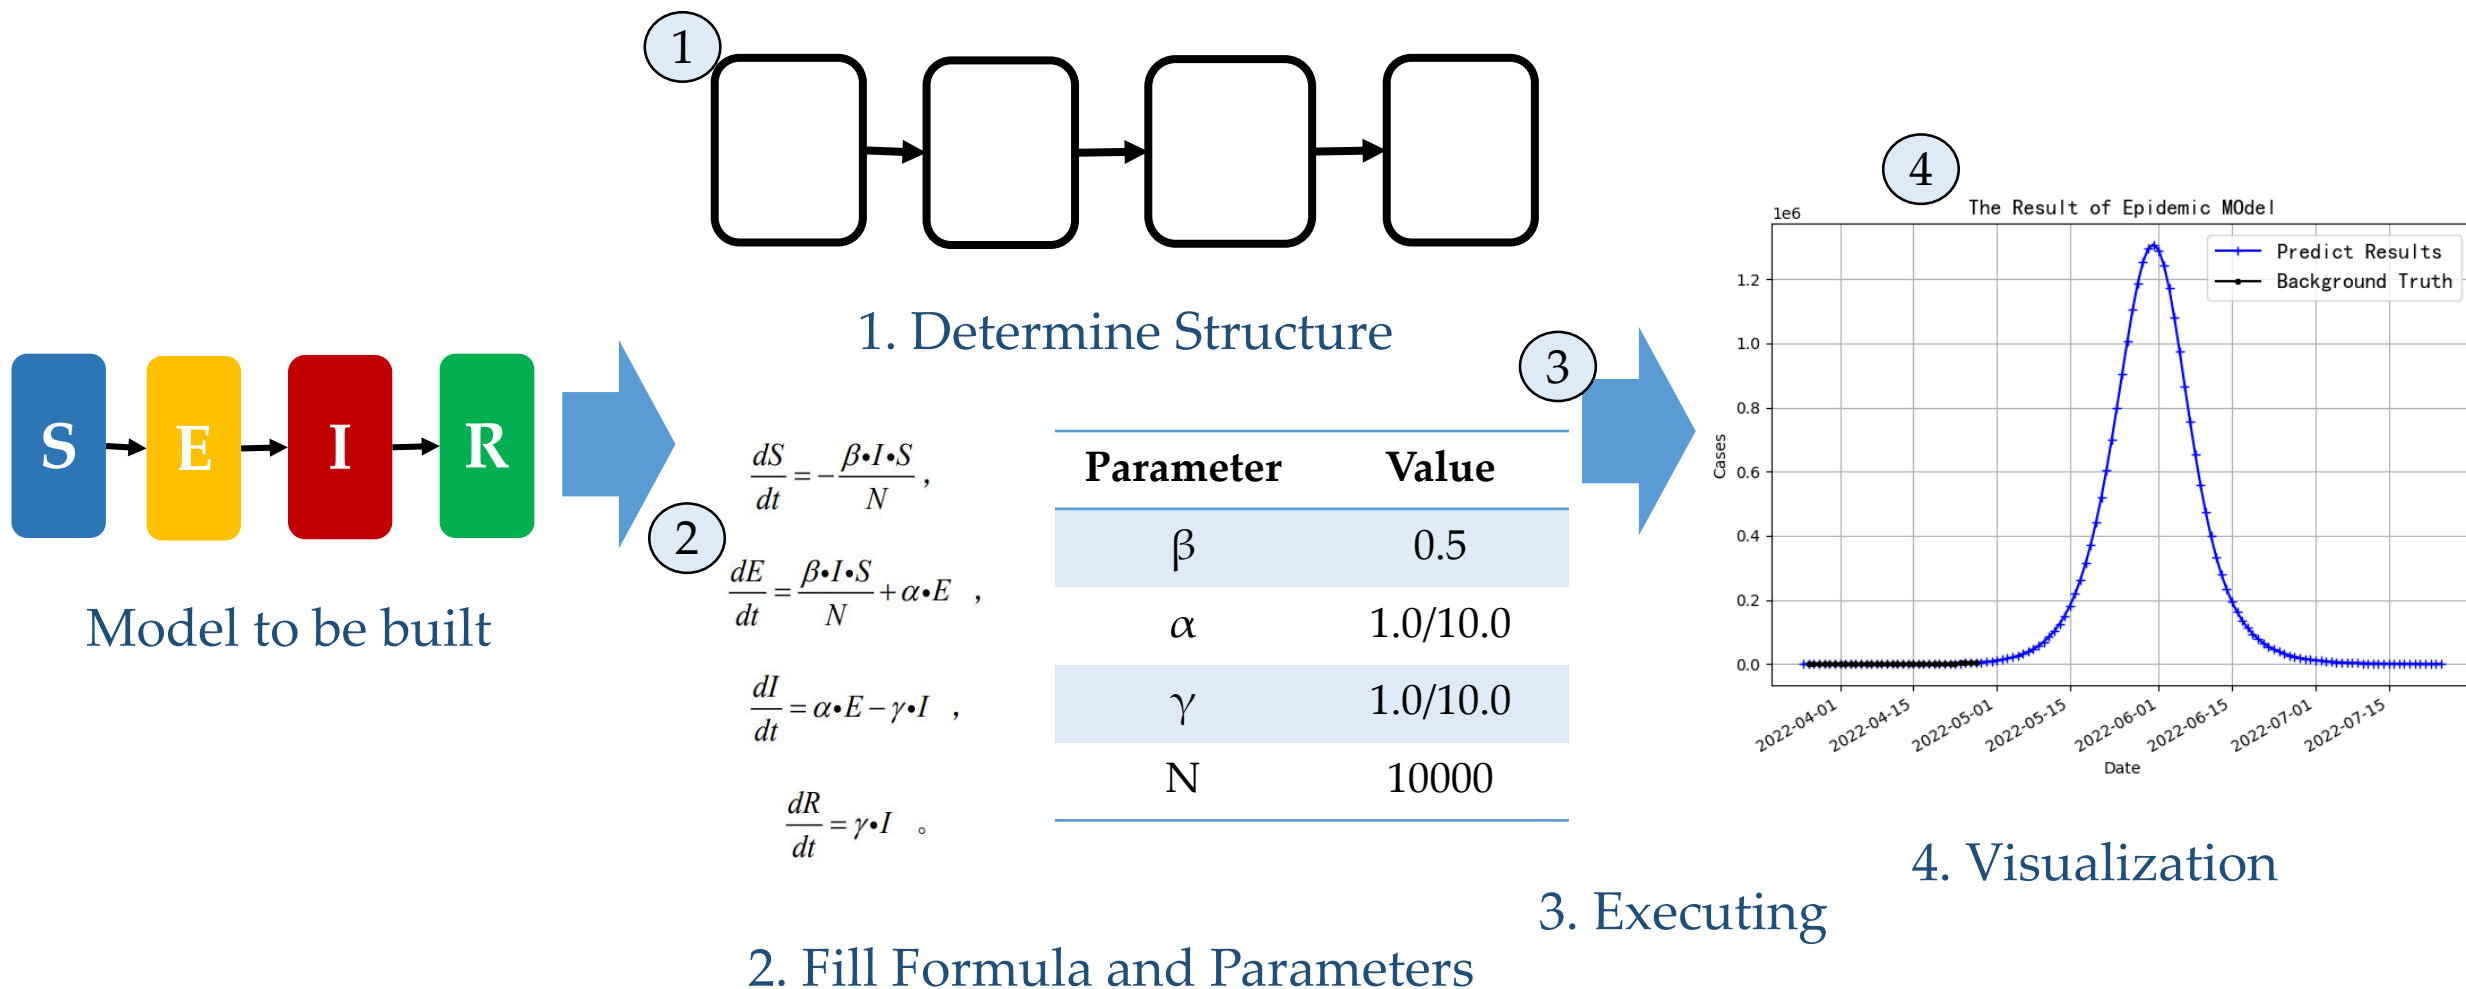 S E I R
Model to be built
1
1. Determine Structure
2
dS/dt = − β•I•S/N ,
dE/dt = β•I•S/N + α•E ,
dI/dt = α•E − γ•I ,
dR/dt = γ•I 。
Parameter Value
β 0.5
α 1.0/10.0
γ 1.0/10.0
N 10000
2. Fill Formula and Parameters
3
3. Executing
4
The Result of Epidemic MOdel
1e6
Predict Results
Background Truth
1.2
1.0
0.8
0.6
0.4
0.2
0.0
Cases
2022-04-01 2022-04-15 2022-05-01 2022-05-15 2022-06-01 2022-06-15 2022-07-01 2022-07-15
Date
4. Visualization